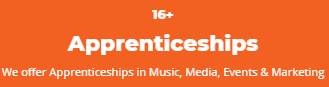 16+
Apprenticeships
We offer Apprenticeships in Music, Media, Events & Marketing